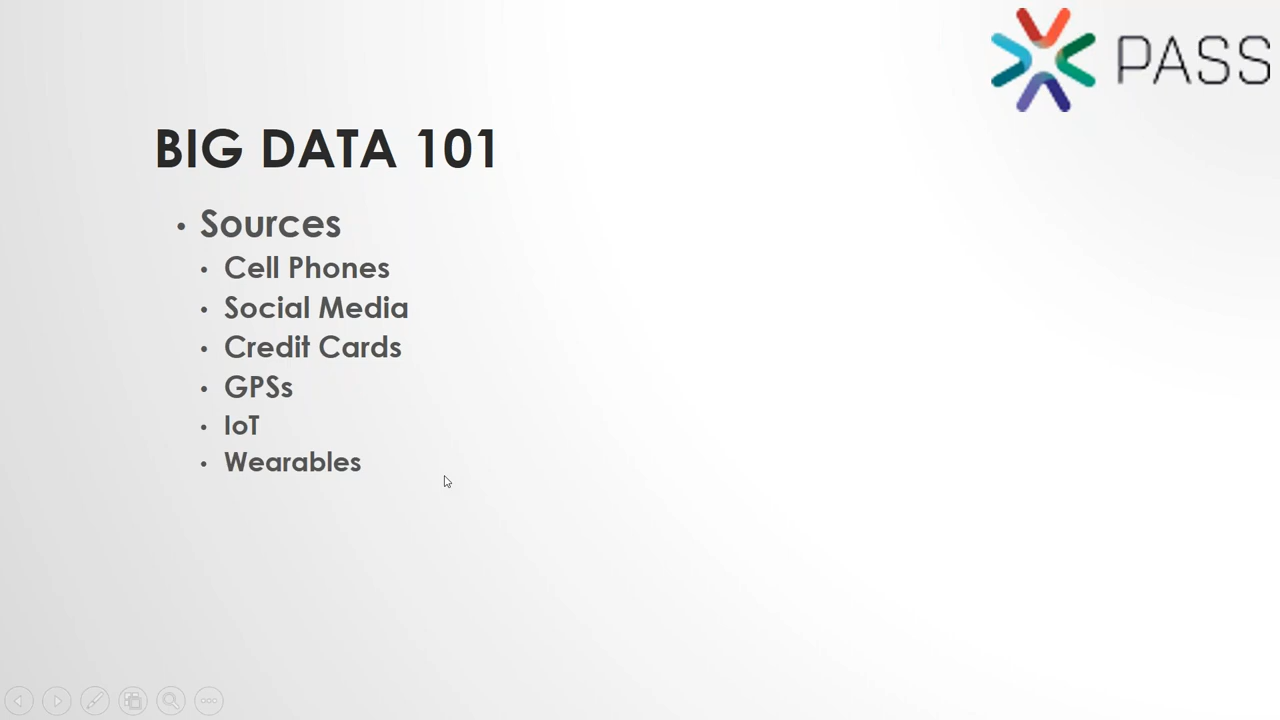 PASS
BIG DATA 101
• Sources
• Cell Phones
• Social Media
• Credit Cards
• GPSs
• IoT
• Wearables